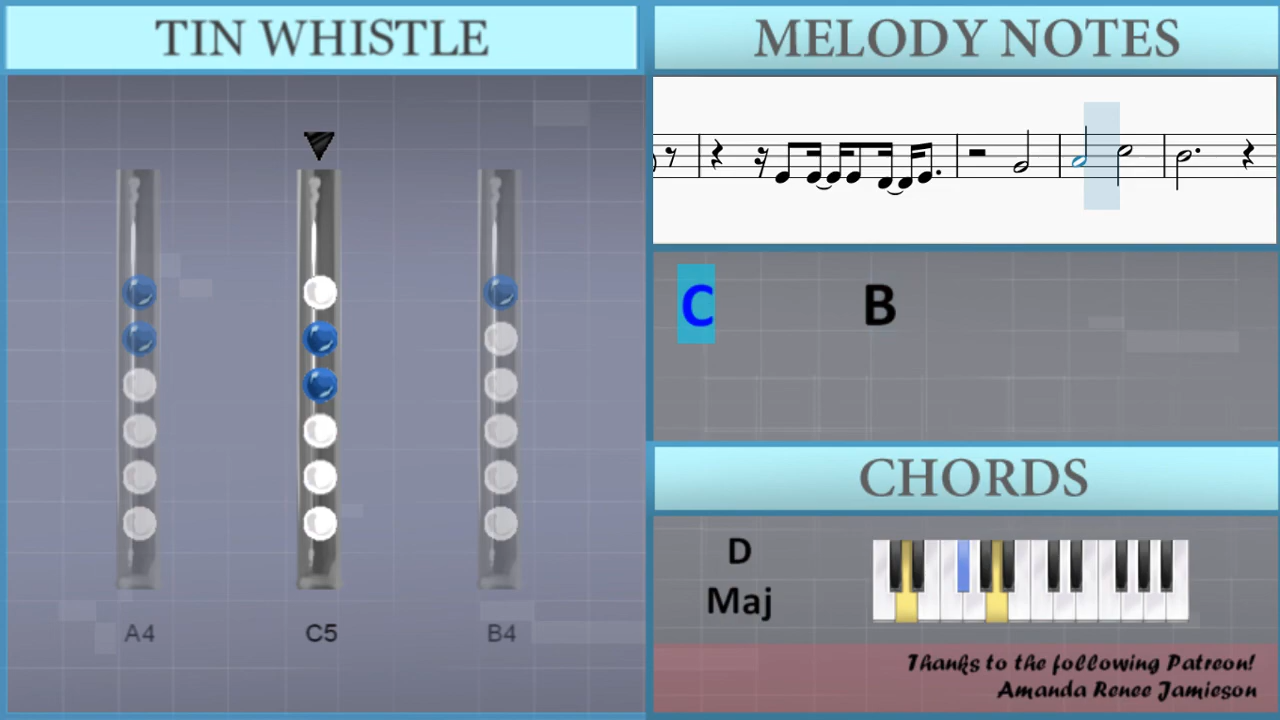 TIN WHISTLE
A4
C5
B4
MELODY NOTES
C
B
CHORDS
D
Maj
Thanks to the following Patreon!
Amanda Renee Jamieson